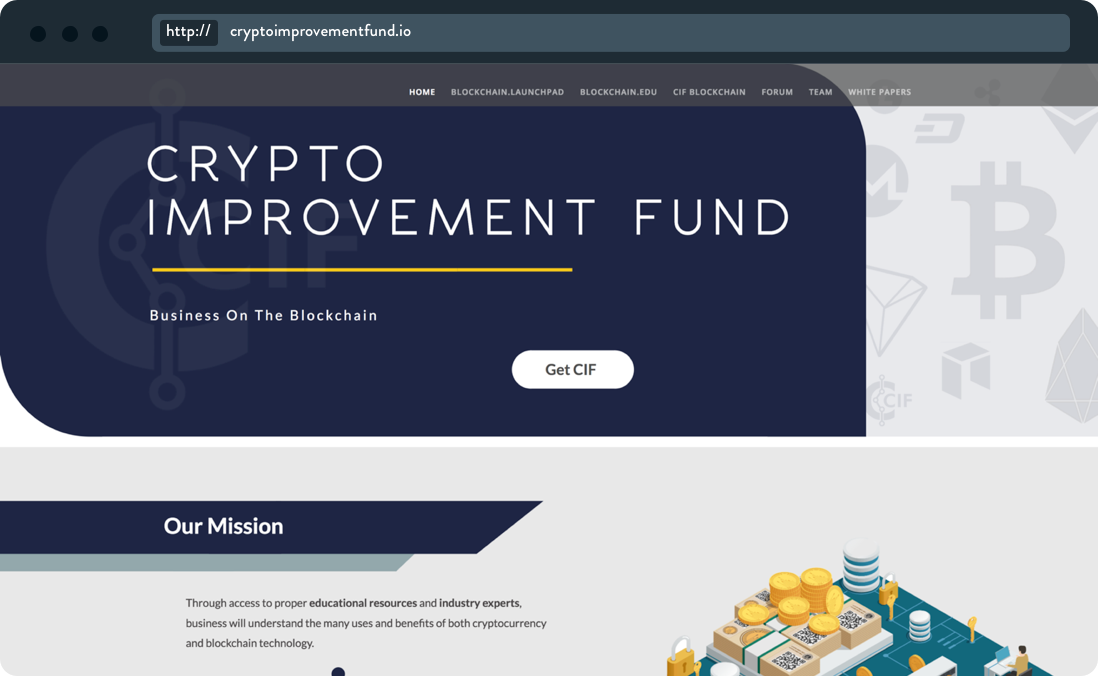 http:// cryptoimprovementfund.io
HOME BLOCKCHAIN.LAUNCHPAD BLOCKCHAIN.EDU CIF BLOCKCHAIN FORUM TEAM WHITE PAPERS
CRYPTO
IMPROVEMENT FUND
CIF
Business On The Blockchain
Get CIF
CIF
Our Mission
Through access to proper educational resources and industry experts,
business will understand the many uses and benefits of both cryptocurrency
and blockchain technology.